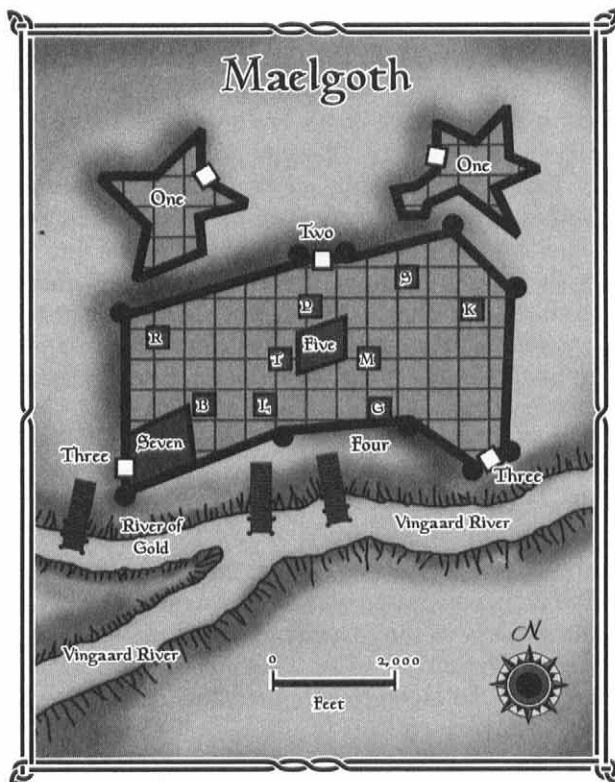 Maelgoth
One
One
Two
S
P
K
R
Five
T
M
B
L
G
Seven
Four
Three
Three
River of
Gold
Vingaard River
Vingaard River
N
0 2,000
Feet